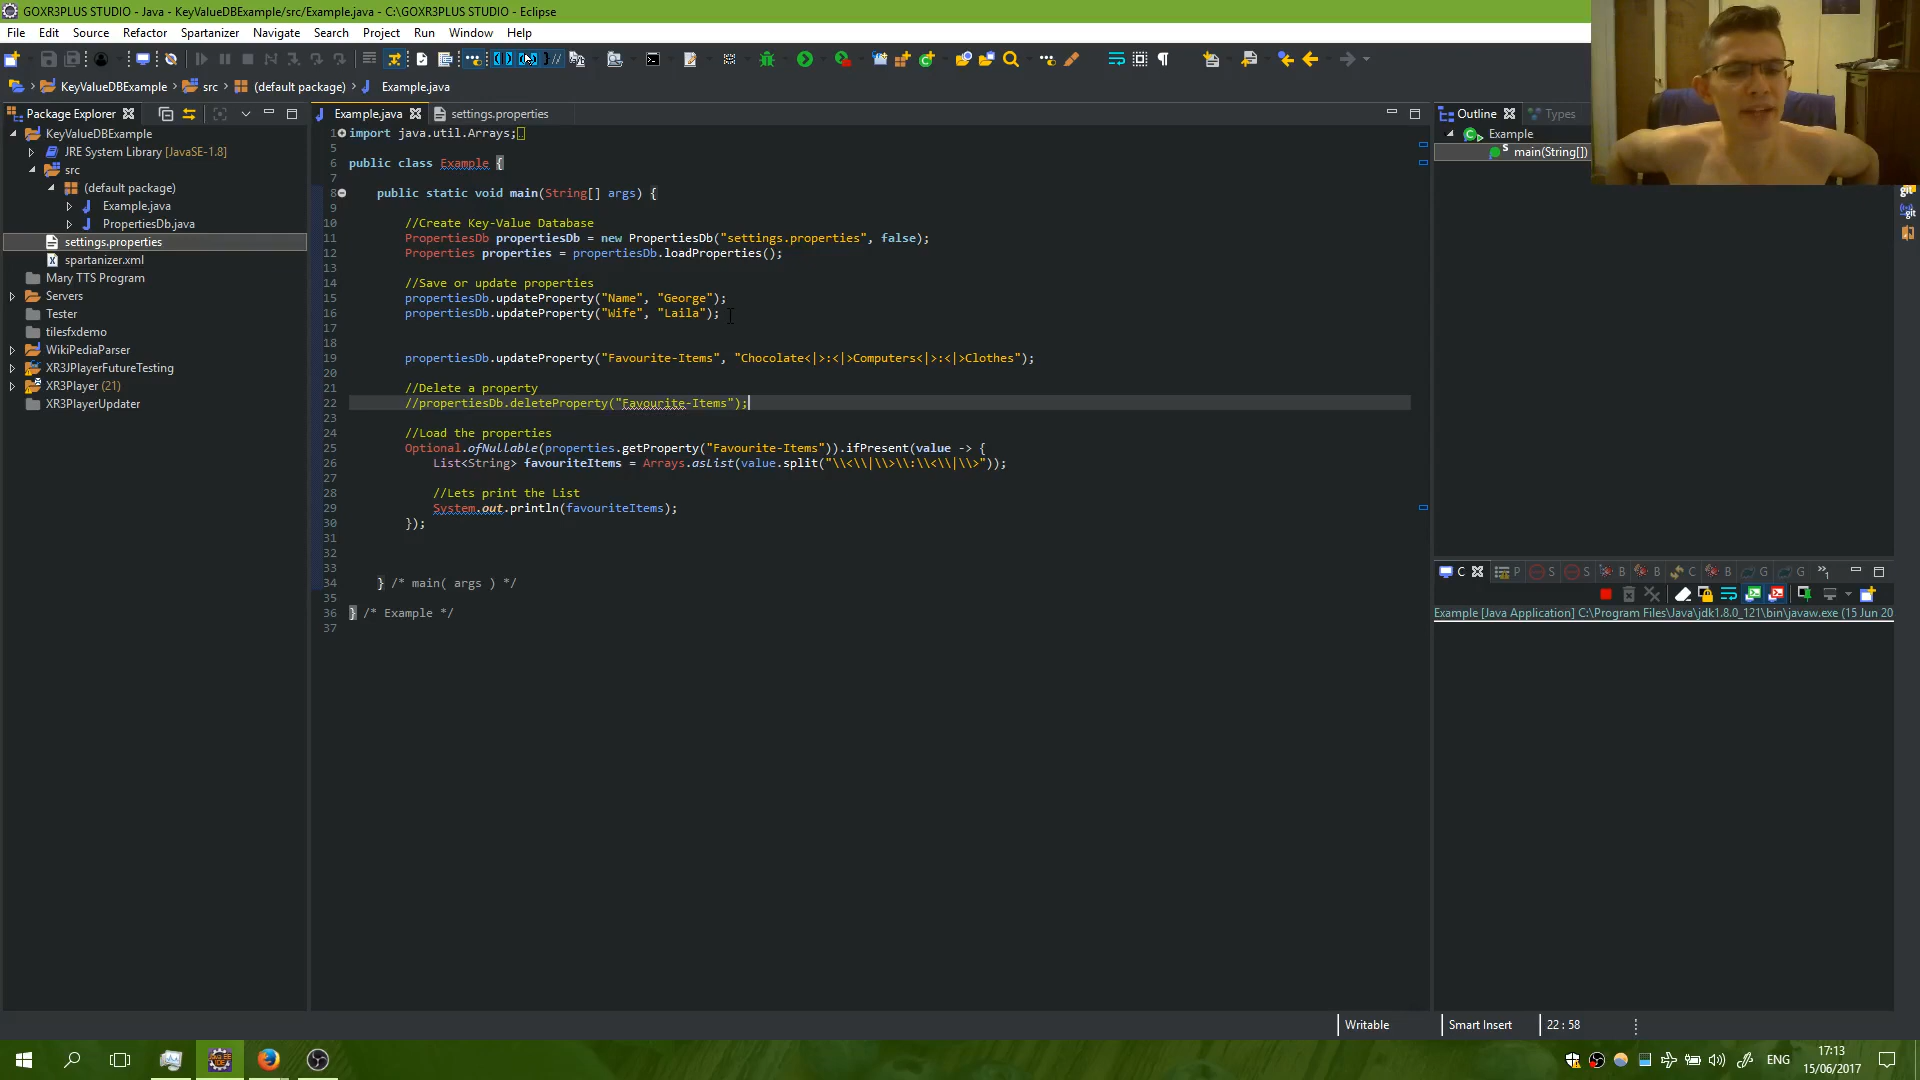 GOXR3PLUS STUDIO - Java - KeyValueDBExample/src/Example.java - C:\GOXR3PLUS STUDIO - Eclipse
File Edit Source Refactor Spartanizer Navigate Search Project Run Window Help
KeyValueDBExample src (default package) Example.java
Package Explorer
KeyValueDBExample
JRE System Library [JavaSE-1.8]
src
(default package)
Example.java
PropertiesDb.java
settings.properties
spartanizer.xml
Mary TTS Program
Servers
Tester
tilesfxdemo
WikiPediaParser
XR3JPlayerFutureTesting
XR3Player (21)
XR3PlayerUpdater
Example.java settings.properties
1 import java.util.Arrays;
5
6 public class Example {
7
8 public static void main(String[] args) {
9
10 //Create Key-Value Database
11 PropertiesDb propertiesDb = new PropertiesDb("settings.properties", false);
12 Properties properties = propertiesDb.loadProperties();
13
14 //Save or update properties
15 propertiesDb.updateProperty("Name", "George");
16 propertiesDb.updateProperty("Wife", "Laila");
17
18
19 propertiesDb.updateProperty("Favourite-Items", "Chocolate<|>:<|>Computers<|>:<|>Clothes");
20
21 //Delete a property
22 //propertiesDb.deleteProperty("Favourite-Items");
23
24 //Load the properties
25 Optional.ofNullable(properties.getProperty("Favourite-Items")).ifPresent(value -> {
26 List<String> favouriteItems = Arrays.asList(value.split("\\<\\|\\>\\:\\<\\|\\>"));
27
28 //Lets print the List
29 System.out.println(favouriteItems);
30 });
31
32
33
34 } /* main( args ) */
35
36 } /* Example */
37
Outline Types
Example
S main(String[])
C P S S B B C B G G »1
Example [Java Application] C:\Program Files\Java\jdk1.8.0_121\bin\javaw.exe (15 Jun 20
Writable Smart Insert 22 : 58
ENG
17:13
15/06/2017